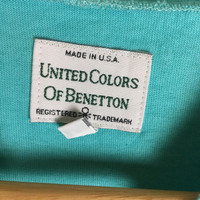 MADE IN U.S.A.
UNITED COLORS
OF BENETTON
REGISTERED TRADEMARK